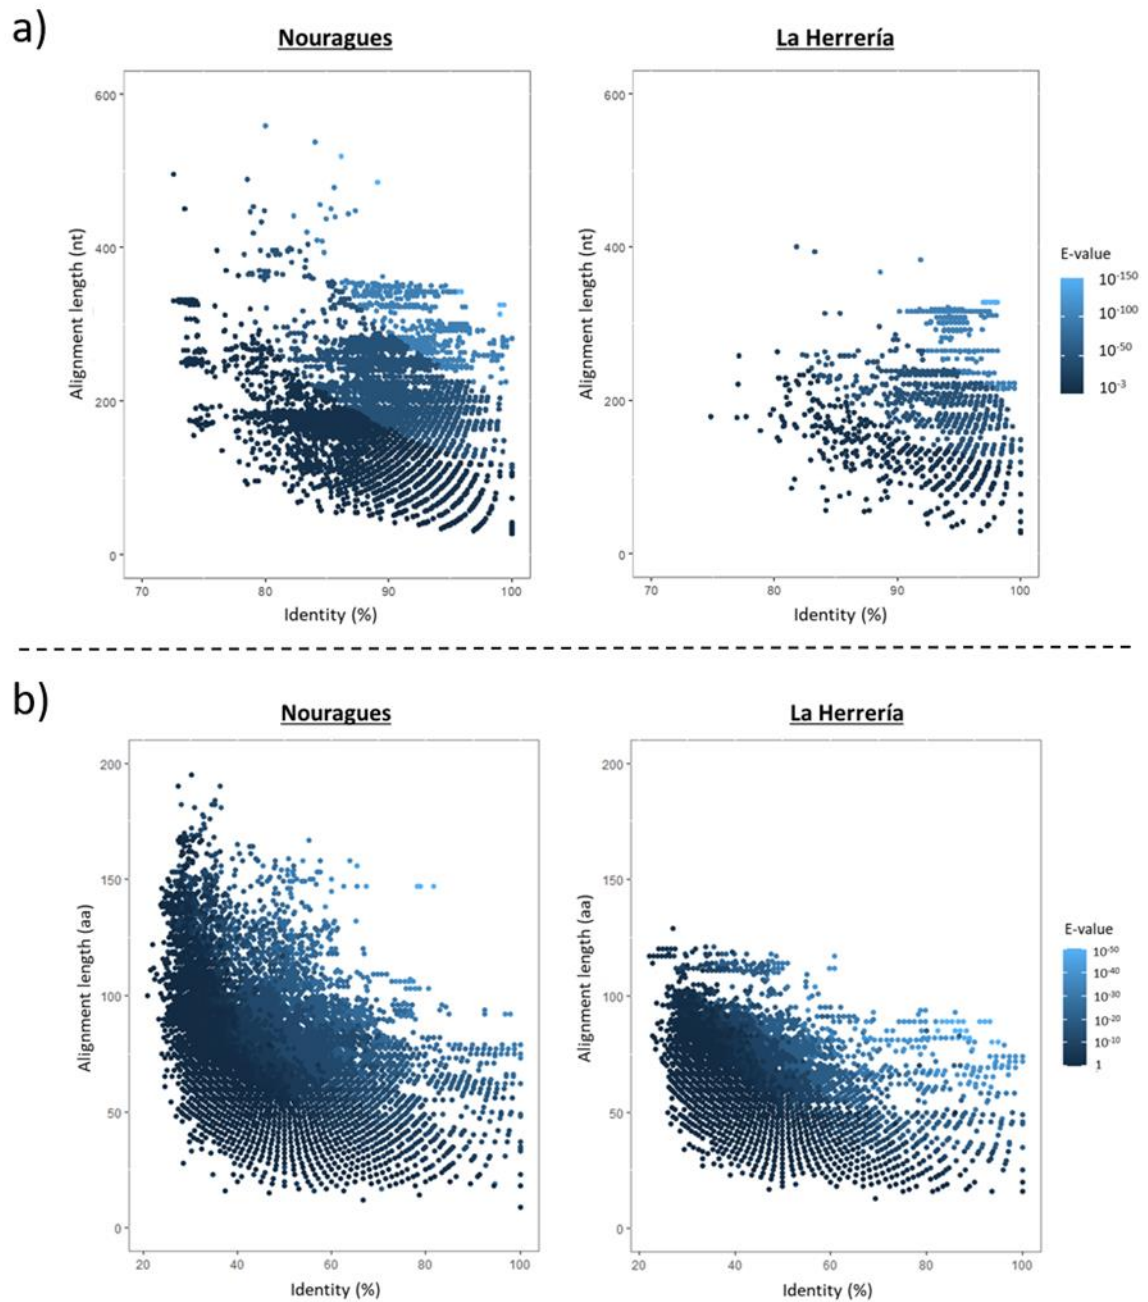 a)
Nouragues
La Herrería
600
400
200
0
Alignment length (nt)
70
80
90
100
Identity (%)
600
400
200
0
Alignment length (nt)
70
80
90
100
Identity (%)
E-value
10-150
10-100
10-50
10-3
b)
Nouragues
La Herrería
200
150
100
50
0
Alignment length (aa)
20
40
60
80
100
Identity (%)
200
150
100
50
0
Alignment length (aa)
20
40
60
80
100
Identity (%)
E-value
10-50
10-40
10-30
10-20
10-10
1